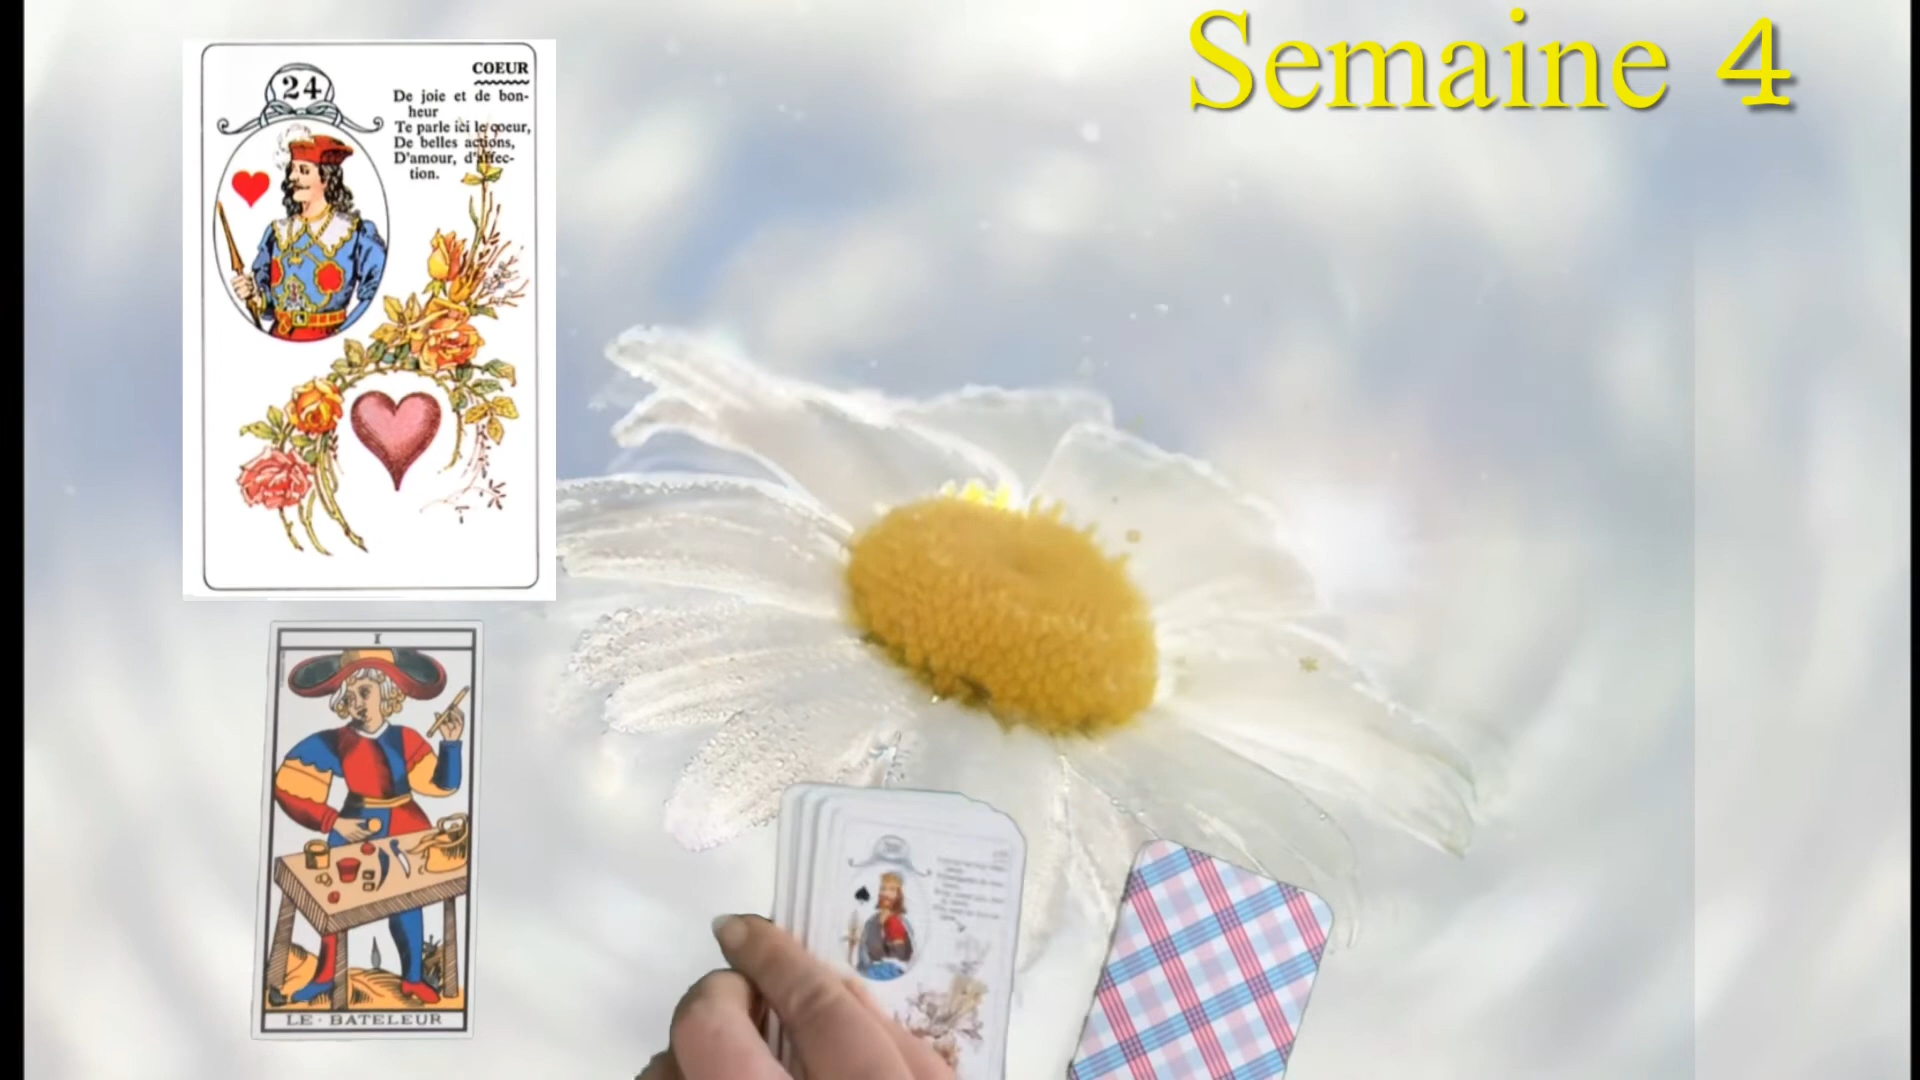 Semaine 4
24
COEUR
De joie et de bon-
heur
Te parle ici le coeur,
De belles actions,
D'amour, d'affec-
tion.
I
LE · BATELEUR